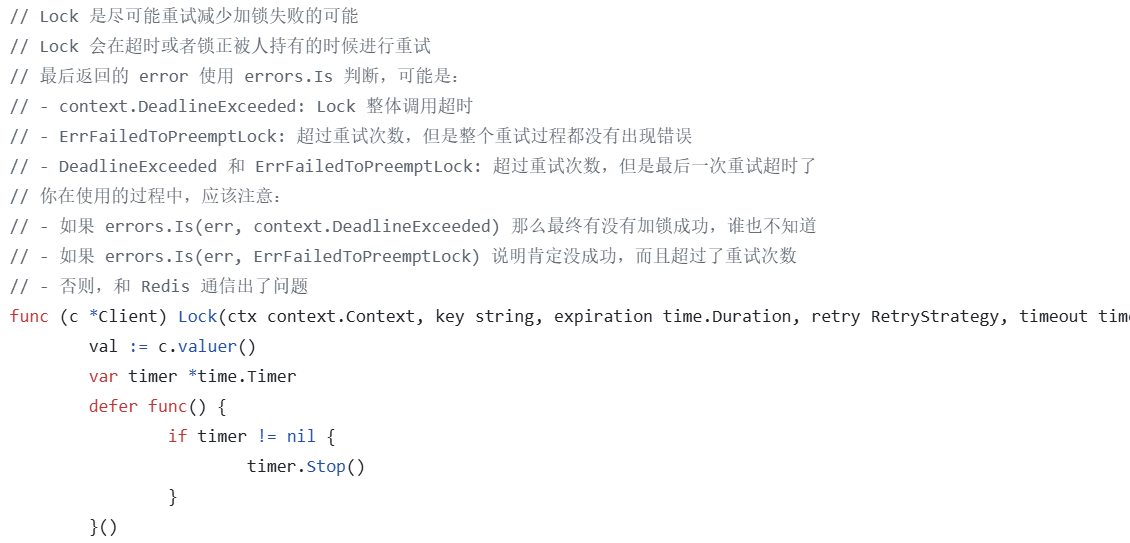 // Lock 是尽可能重试减少加锁失败的可能
// Lock 会在超时或者锁正被人持有的时候进行重试
// 最后返回的 error 使用 errors.Is 判断，可能是：
// - context.DeadlineExceeded: Lock 整体调用超时
// - ErrFailedToPreemptLock: 超过重试次数，但是整个重试过程都没有出现错误
// - DeadlineExceeded 和 ErrFailedToPreemptLock: 超过重试次数，但是最后一次重试超时了
// 你在使用的过程中，应该注意：
// - 如果 errors.Is(err, context.DeadlineExceeded) 那么最终有没有加锁成功，谁也不知道
// - 如果 errors.Is(err, ErrFailedToPreemptLock) 说明肯定没成功，而且超过了重试次数
// - 否则，和 Redis 通信出了问题
func (c *Client) Lock(ctx context.Context, key string, expiration time.Duration, retry RetryStrategy, timeout
val := c.valuer()
var timer *time.Timer
defer func() {
if timer != nil {
timer.Stop()
}
}()